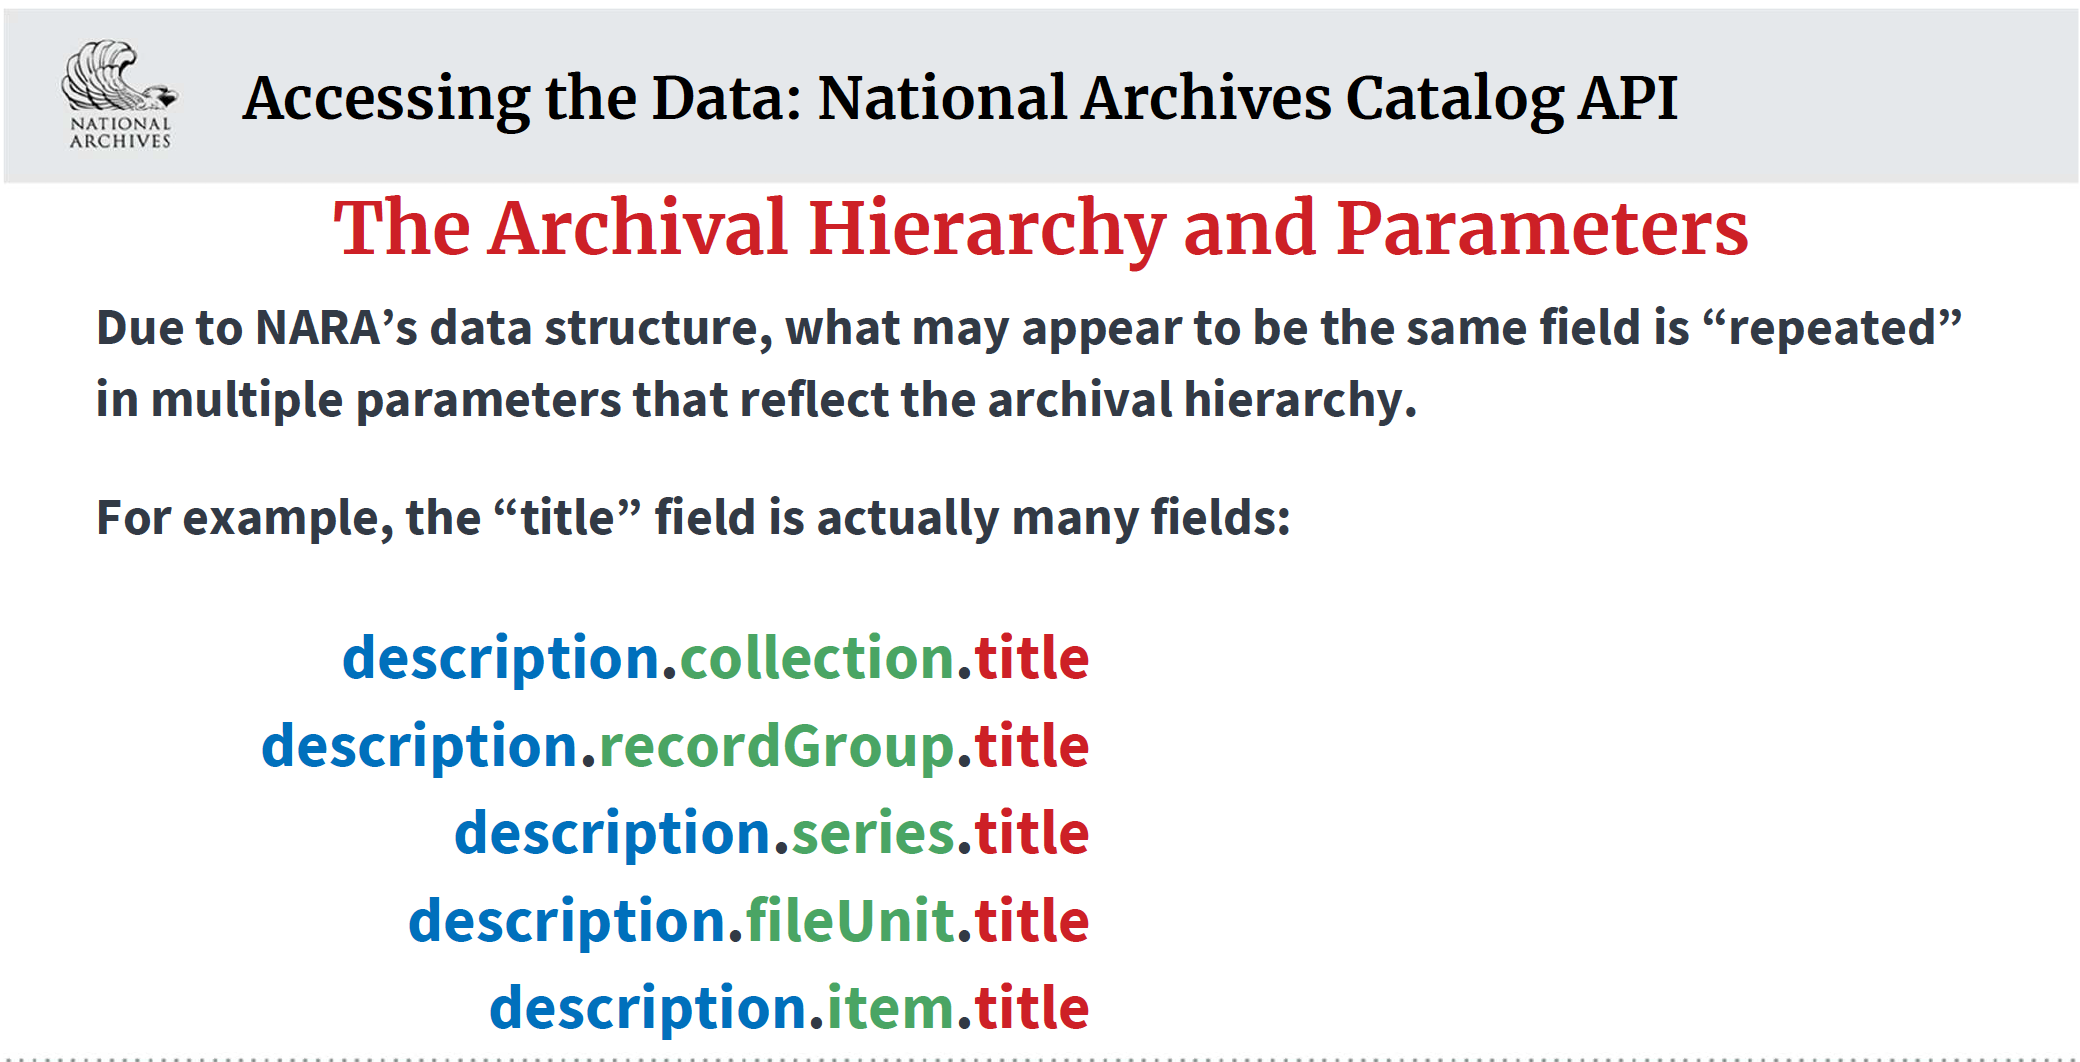 NATIONAL
ARCHIVES
Accessing the Data: National Archives Catalog API
The Archival Hierarchy and Parameters
Due to NARA’s data structure, what may appear to be the same field is “repeated”
in multiple parameters that reflect the archival hierarchy.
For example, the “title” field is actually many fields:
description.collection.title
description.recordGroup.title
description.series.title
description.fileUnit.title
description.item.title